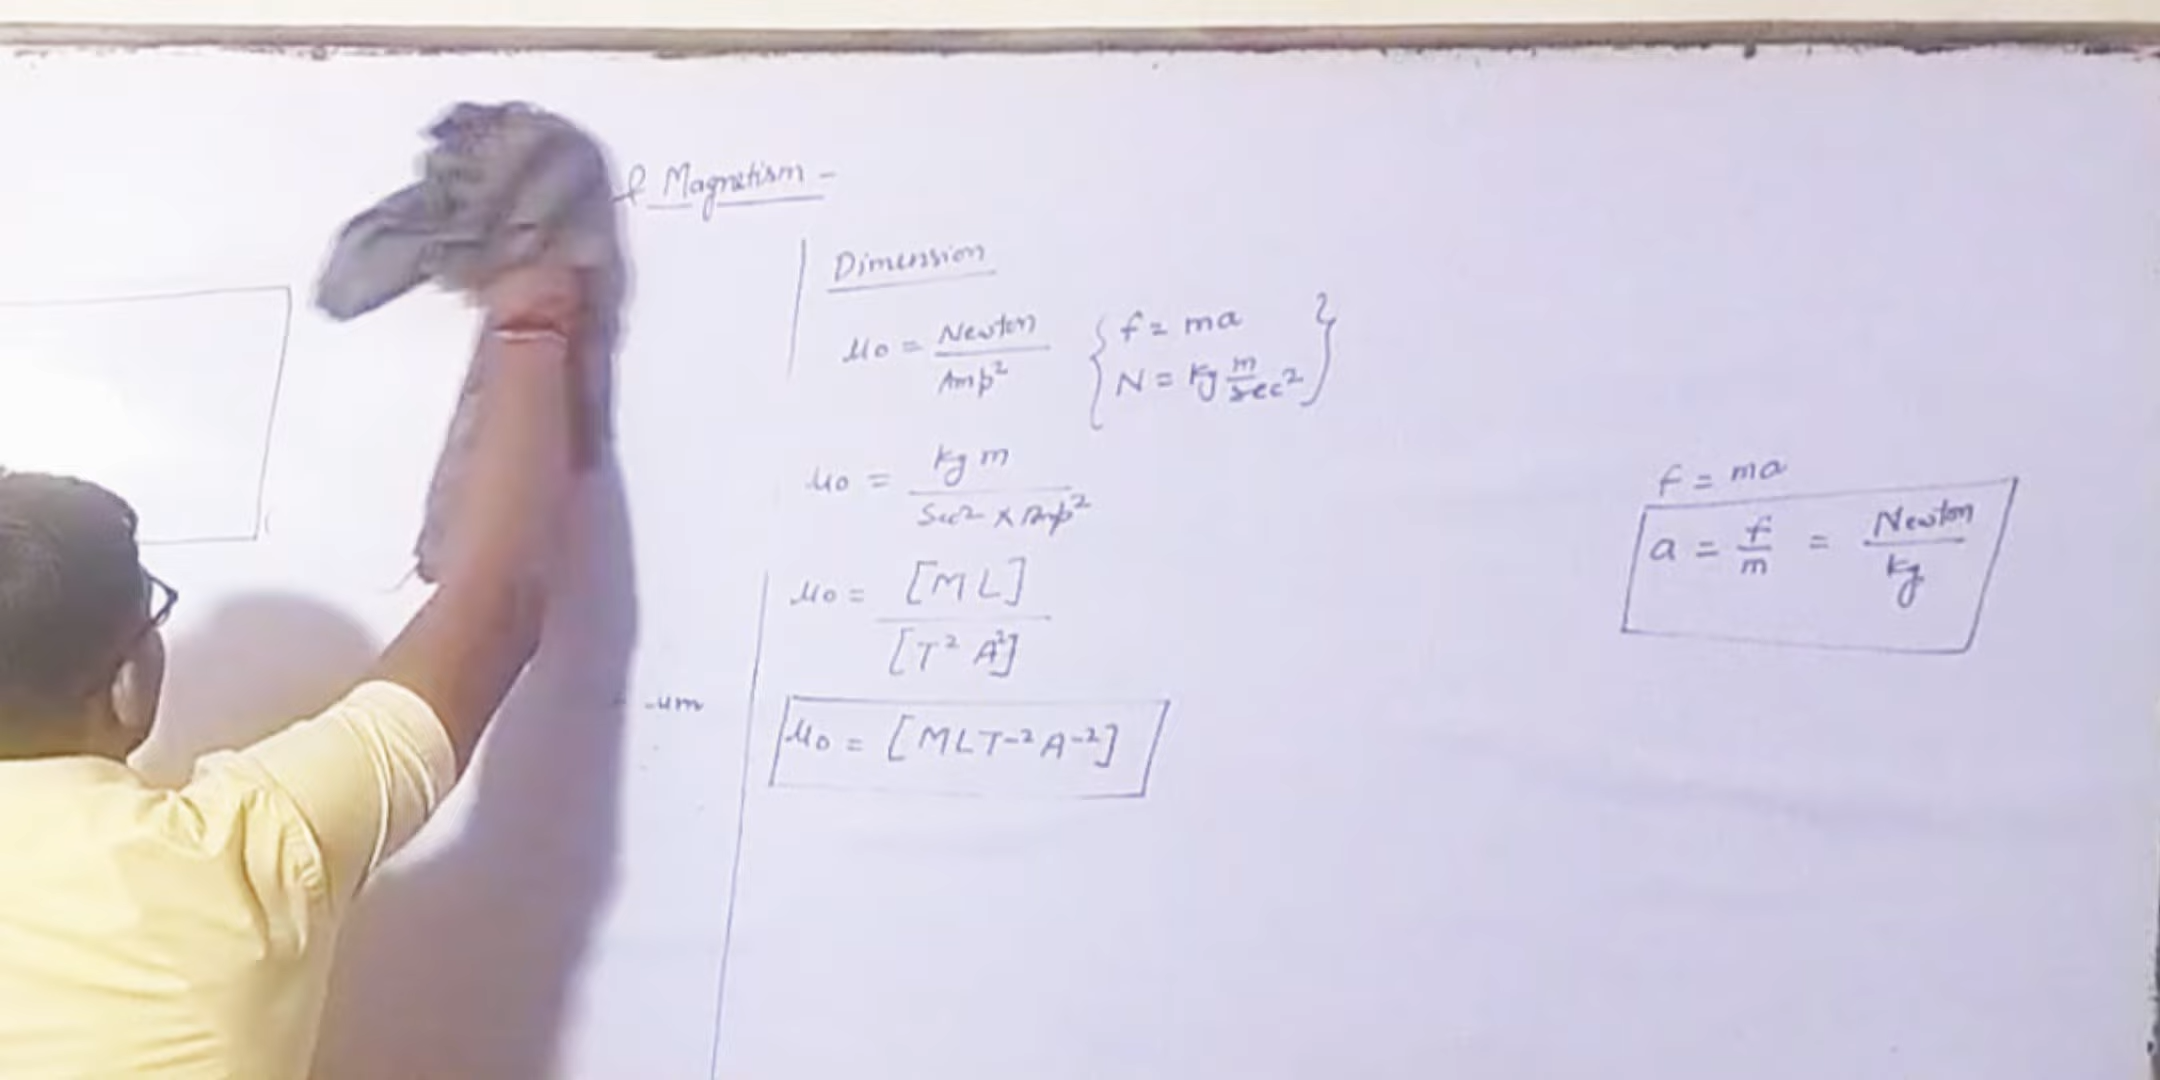 Magnetism -
Dimension
μ₀ = Newton / Amp²
{ f = ma
N = kg m / sec² }
μ₀ = kg m / Sec² × Amp²
μ₀ = [ML] / [T² A²]
μ₀ = [MLT⁻² A⁻²]
f = ma
a = f / m = Newton / kg